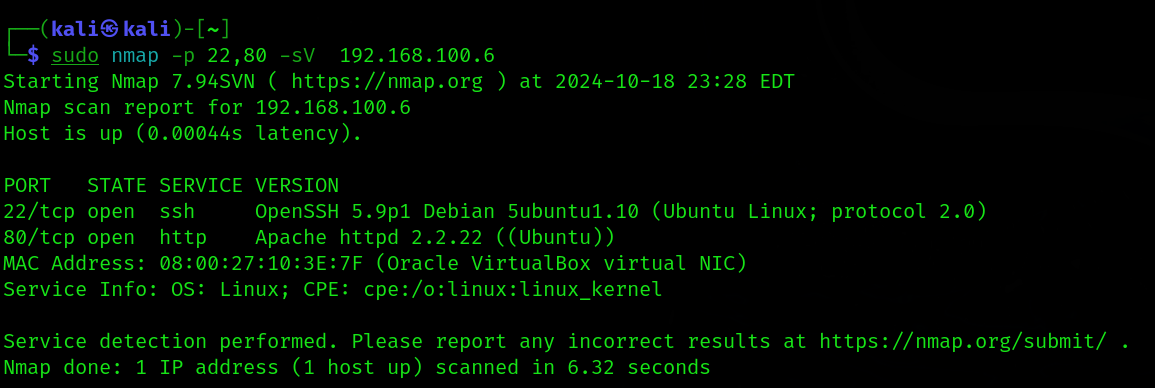 ┌──(kali㉿kali)-[~]
└─$ sudo nmap -p 22,80 -sV  192.168.100.6
Starting Nmap 7.94SVN ( https://nmap.org ) at 2024-10-18 23:28 EDT
Nmap scan report for 192.168.100.6
Host is up (0.00044s latency).

PORT   STATE SERVICE VERSION
22/tcp open  ssh     OpenSSH 5.9p1 Debian 5ubuntu1.10 (Ubuntu Linux; protocol 2.0)
80/tcp open  http    Apache httpd 2.2.22 ((Ubuntu))
MAC Address: 08:00:27:10:3E:7F (Oracle VirtualBox virtual NIC)
Service Info: OS: Linux; CPE: cpe:/o:linux:linux_kernel

Service detection performed. Please report any incorrect results at https://nmap.org/submit/ .
Nmap done: 1 IP address (1 host up) scanned in 6.32 seconds